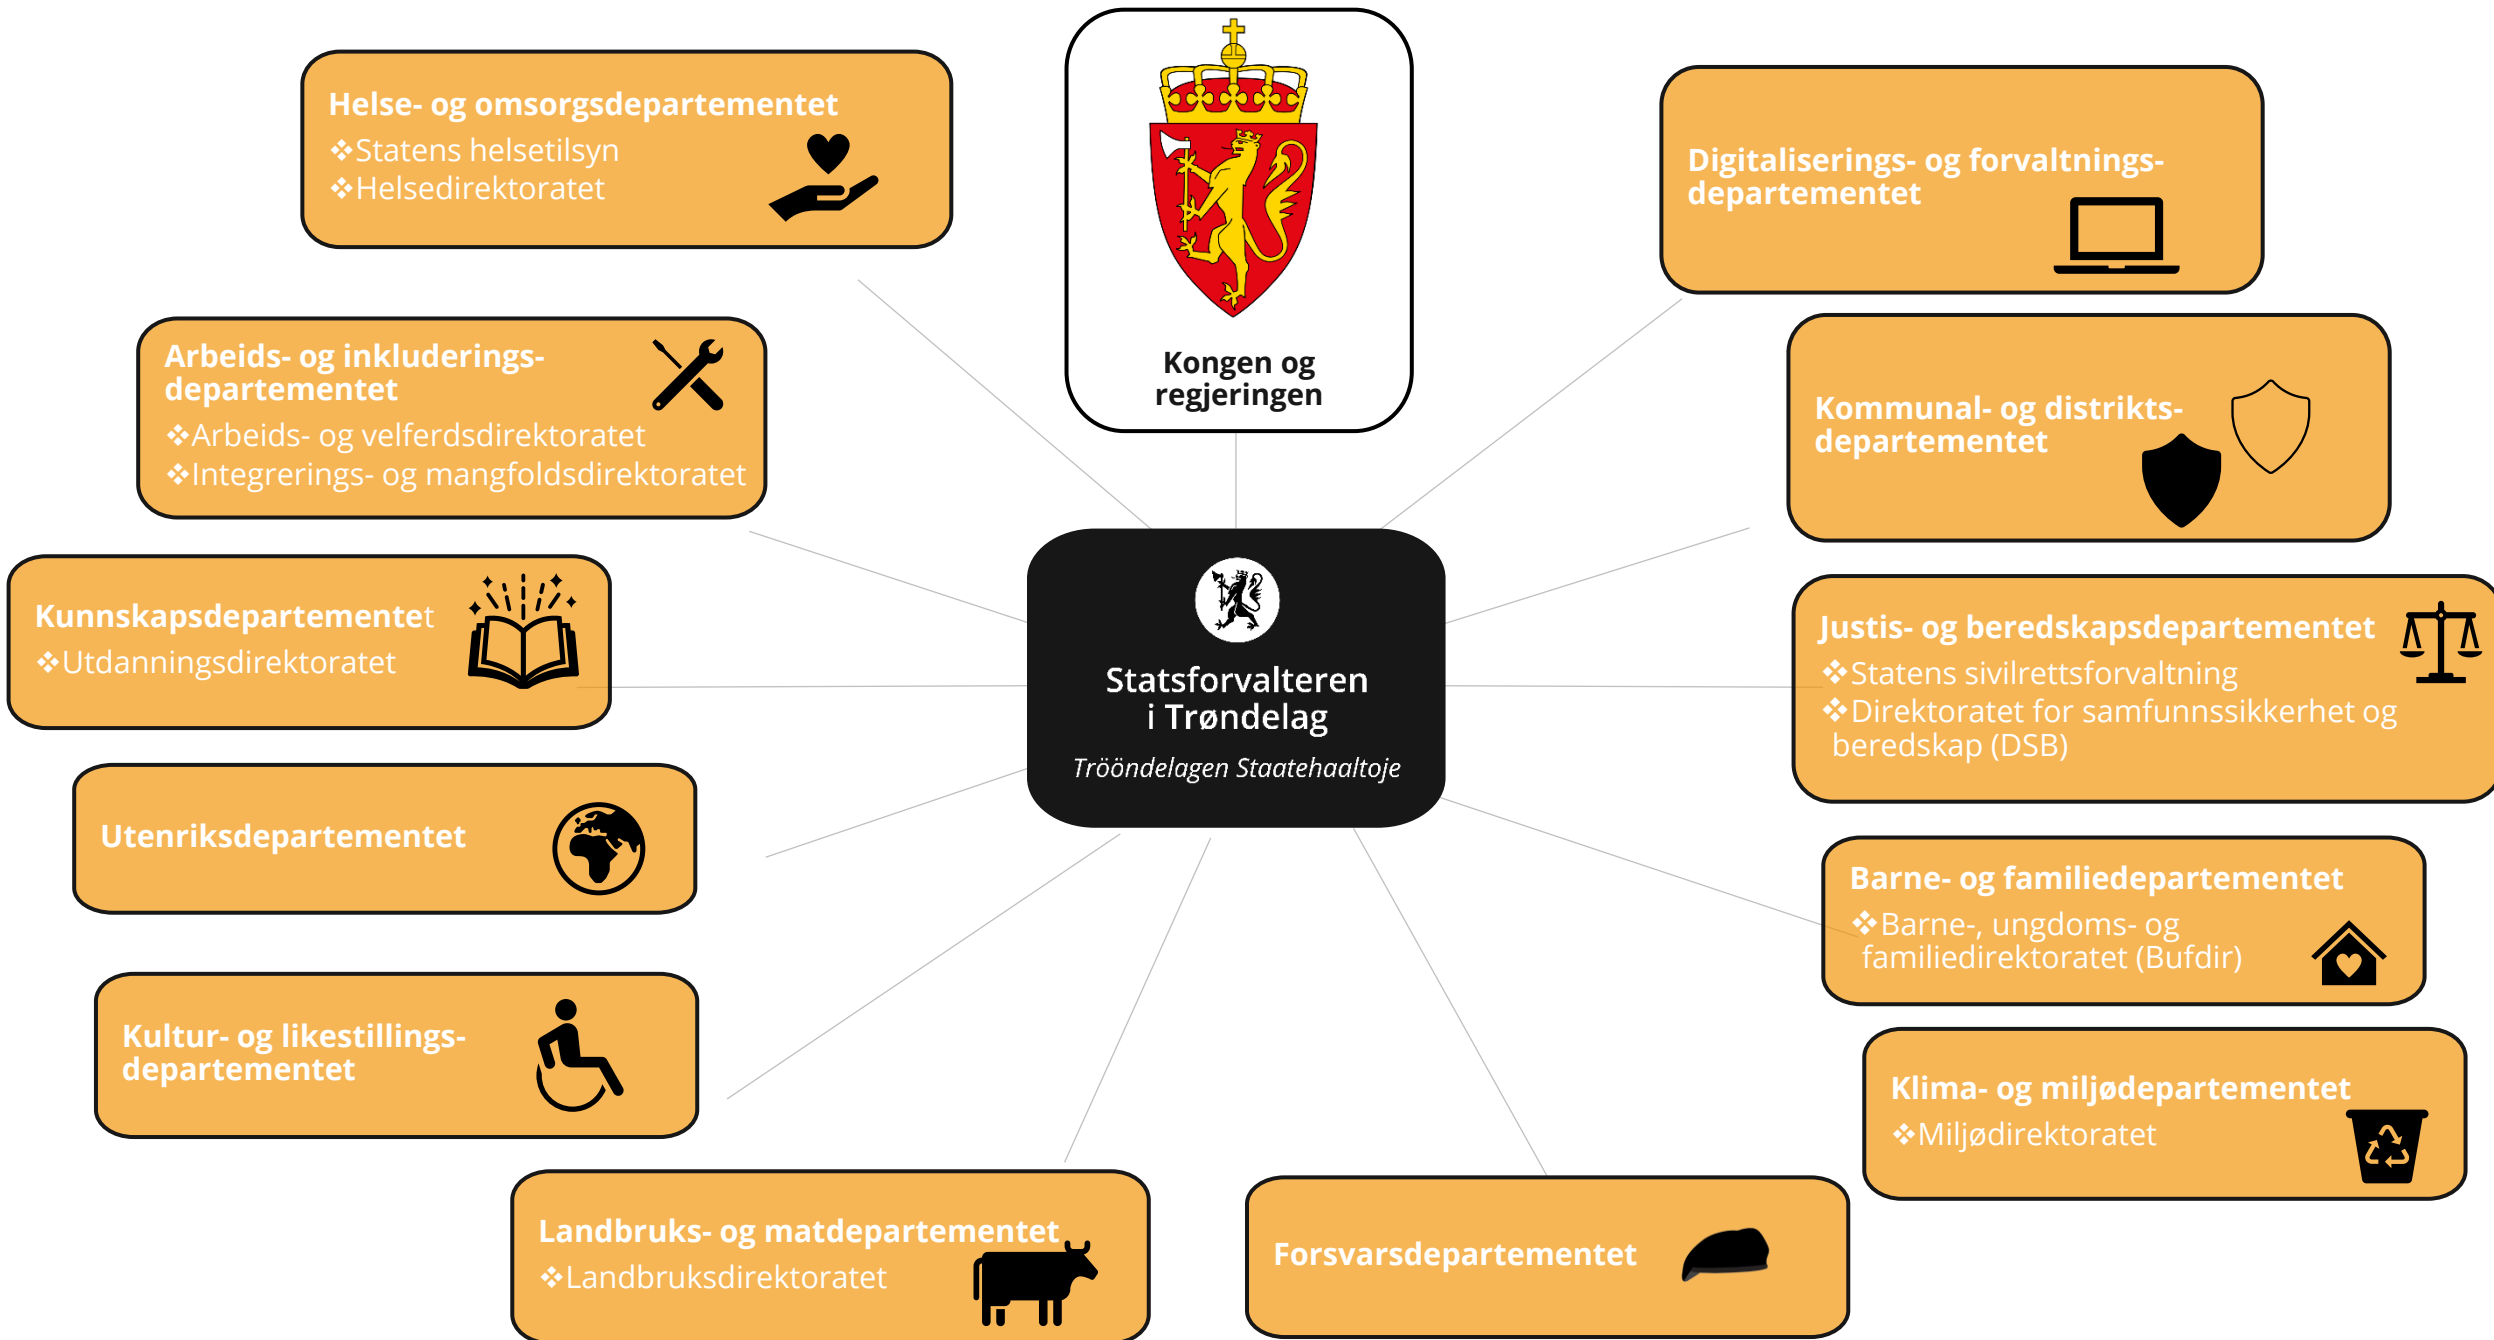 Helse- og omsorgsdepartementet
❖Statens helsetilsyn
❖Helsedirektoratet
Kongen og
regjeringen
Digitaliserings- og forvaltnings-
departementet
Arbeids- og inkluderings-
departementet
❖Arbeids- og velferdsdirektoratet
❖Integrerings- og mangfoldsdirektoratet
Kommunal- og distrikts-
departementet
Kunnskapsdepartementet
❖Utdanningsdirektoratet
Statsforvalteren
i Trøndelag
Trööndelagen Staatehaaltoje
Justis- og beredskapsdepartementet
❖Statens sivilrettsforvaltning
❖Direktoratet for samfunnssikkerhet og
beredskap (DSB)
Utenriksdepartementet
Barne- og familiedepartementet
❖Barne-, ungdoms- og
familiedirektoratet (Bufdir)
Kultur- og likestillings-
departementet
Klima- og miljødepartementet
❖Miljødirektoratet
Landbruks- og matdepartementet
❖Landbruksdirektoratet
Forsvarsdepartementet